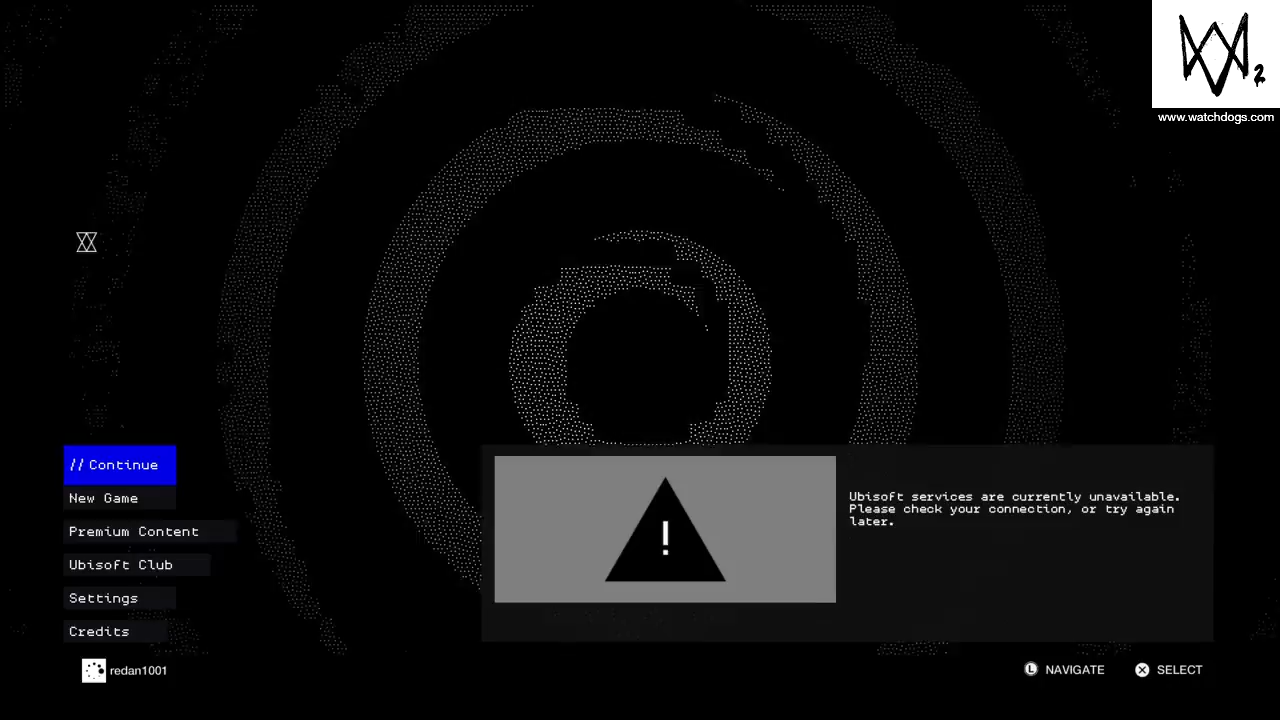 2
www.watchdogs.com
// Continue
New Game
Premium Content
Ubisoft Club
Settings
Credits
!
Ubisoft services are currently unavailable.
Please check your connection, or try again
later.
redan1001
L NAVIGATE
X SELECT